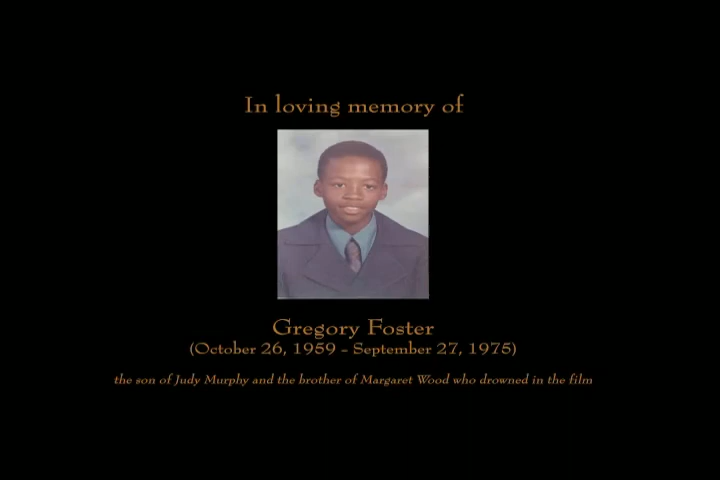 In loving memory of
Gregory Foster
(October 26, 1959 - September 27, 1975)
the son of Judy Murphy and the brother of Margaret Wood who drowned in the film